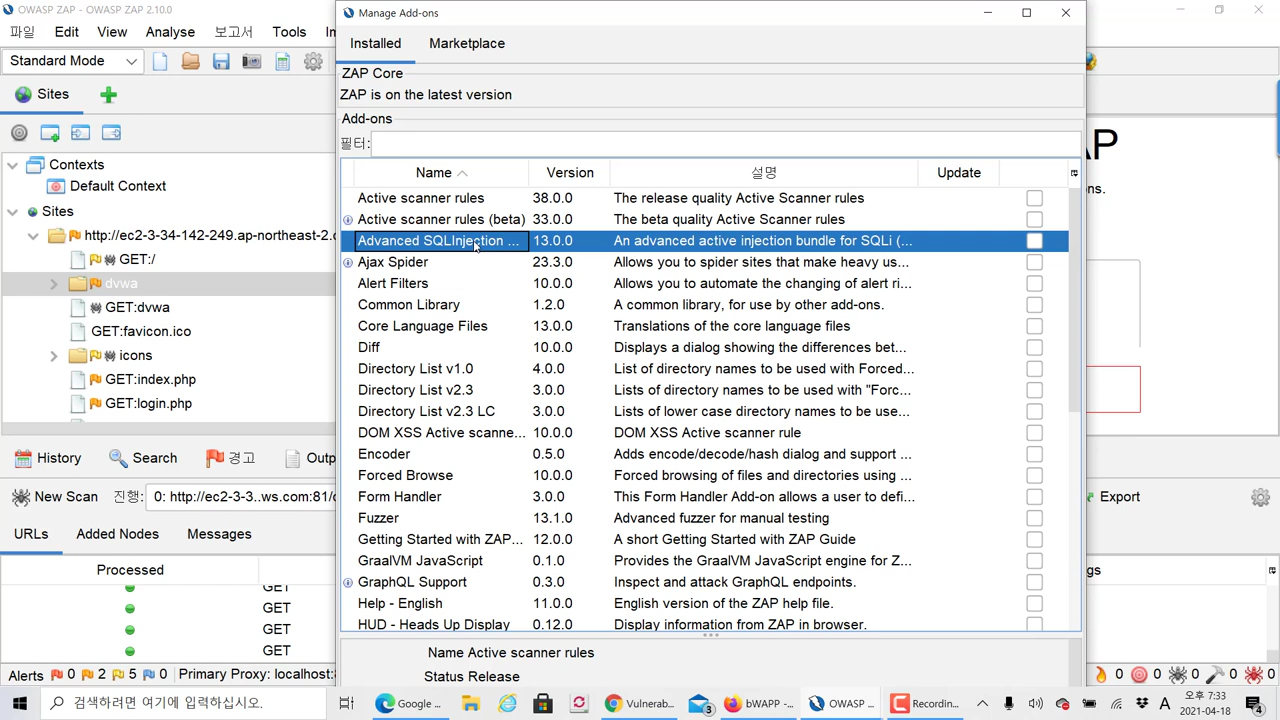 OWASP ZAP - OWASP ZAP 2.10.0
파일 Edit View Analyse 보고서 Tools
Standard Mode
Sites
Contexts
Default Context
Sites
http://ec2-3-34-142-249.ap-northeast-2.
GET:/
dvwa
GET:dvwa
GET:favicon.ico
icons
GET:index.php
GET:login.php
History Search 경고
New Scan 진행: 0: http://ec2-3-3..ws.com:81/
URLs Added Nodes Messages
Processed
GET
GET
GET
GET
Alerts 0 2 5 0 Primary Proxy: localhost:
Manage Add-ons
Installed Marketplace
ZAP Core
ZAP is on the latest version
Add-ons
필터:
Name Version 설명 Update
Active scanner rules 38.0.0 The release quality Active Scanner rules
Active scanner rules (beta) 33.0.0 The beta quality Active Scanner rules
Advanced SQLInjection ... 13.0.0 An advanced active injection bundle for SQLi (...
Ajax Spider 23.3.0 Allows you to spider sites that make heavy us...
Alert Filters 10.0.0 Allows you to automate the changing of alert ri...
Common Library 1.2.0 A common library, for use by other add-ons.
Core Language Files 13.0.0 Translations of the core language files
Diff 10.0.0 Displays a dialog showing the differences bet...
Directory List v1.0 4.0.0 List of directory names to be used with Forced...
Directory List v2.3 3.0.0 Lists of directory names to be used with "Forc...
Directory List v2.3 LC 3.0.0 Lists of lower case directory names to be use...
DOM XSS Active scanne... 10.0.0 DOM XSS Active scanner rule
Encoder 0.5.0 Adds encode/decode/hash dialog and support ...
Forced Browse 10.0.0 Forced browsing of files and directories using ...
Form Handler 3.0.0 This Form Handler Add-on allows a user to defi...
Fuzzer 13.1.0 Advanced fuzzer for manual testing
Getting Started with ZAP... 12.0.0 A short Getting Started with ZAP Guide
GraalVM JavaScript 0.1.0 Provides the GraalVM JavaScript engine for Z...
GraphQL Support 0.3.0 Inspect and attack GraphQL endpoints.
Help - English 11.0.0 English version of the ZAP help file.
HUD - Heads Up Display 0.12.0 Display information from ZAP in browser.
Name Active scanner rules
Status Release
Export
0 0 0 0 0
검색하려면 여기에 입력하십시오.
Google ... Vulnerab... 3 bWAPP -... OWASP ... Recordin... A 오후 7:33
2021-04-18 4